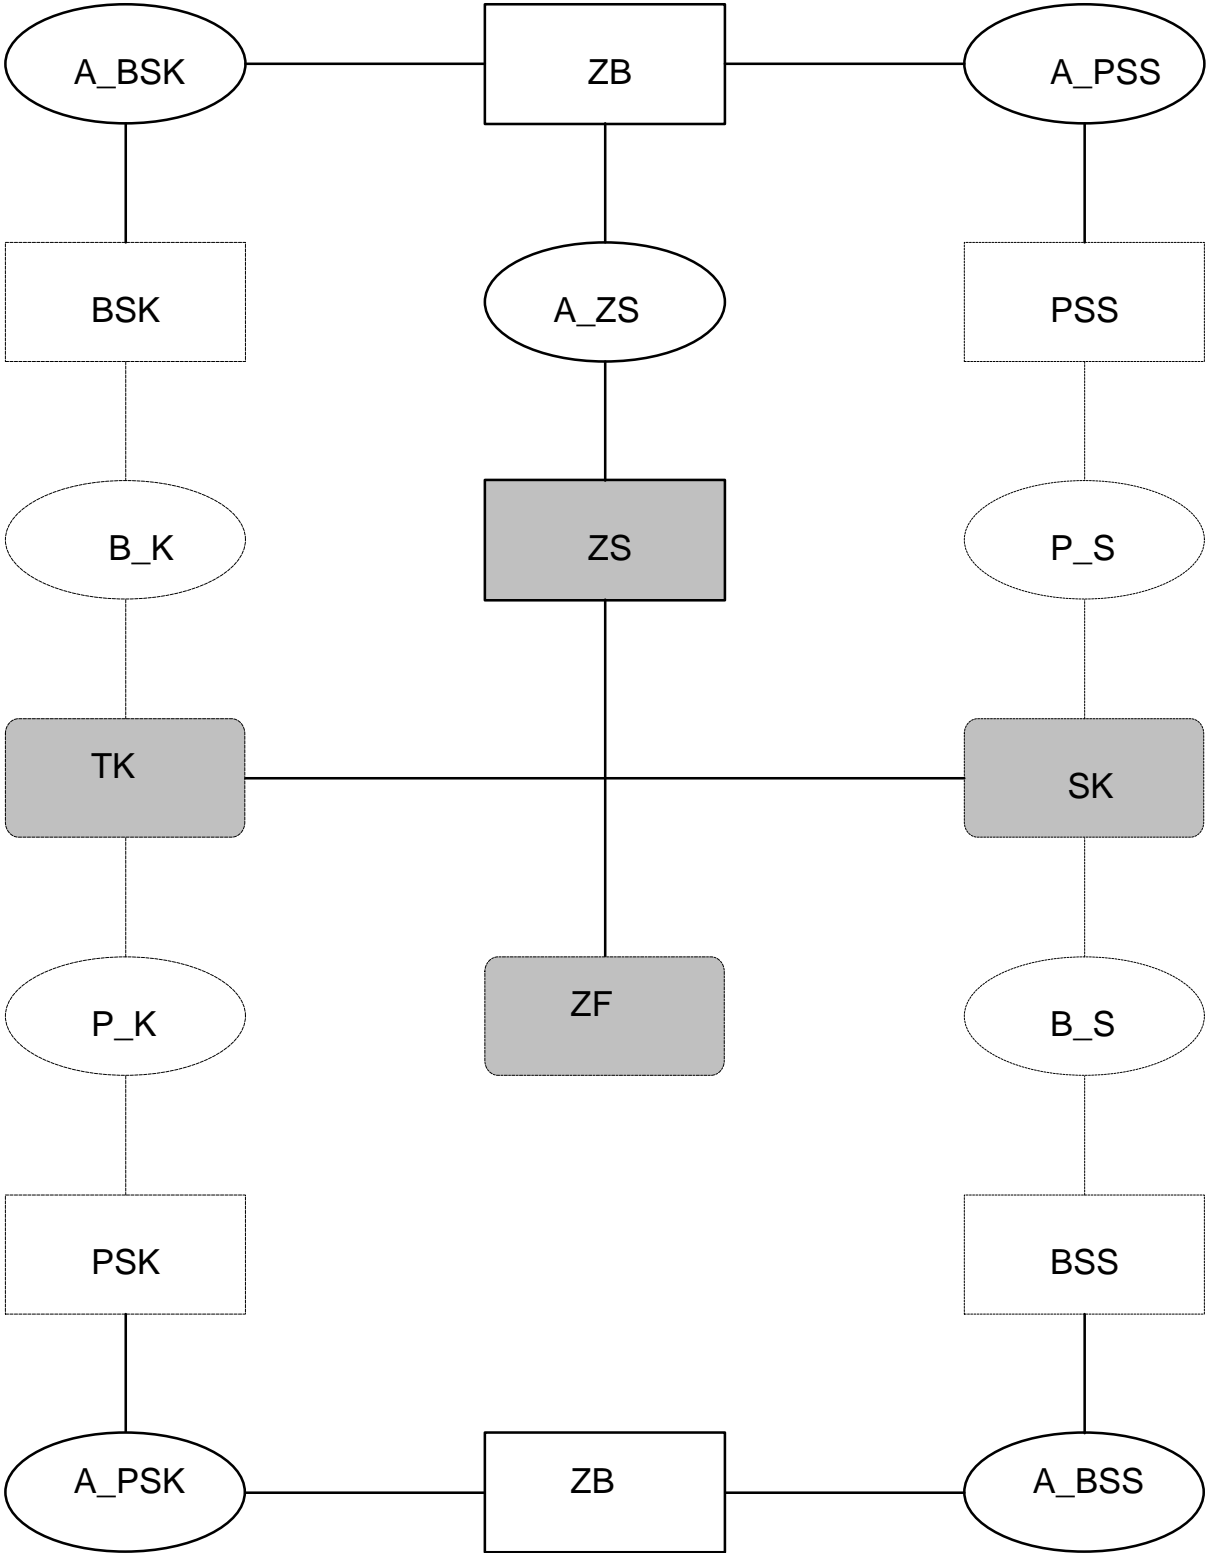 A_BSK
ZB
A_PSS
BSK
A_ZS
PSS
B_K
ZS
P_S
TK
SK
P_K
ZF
B_S
PSK
BSS
A_PSK
ZB
A_BSS